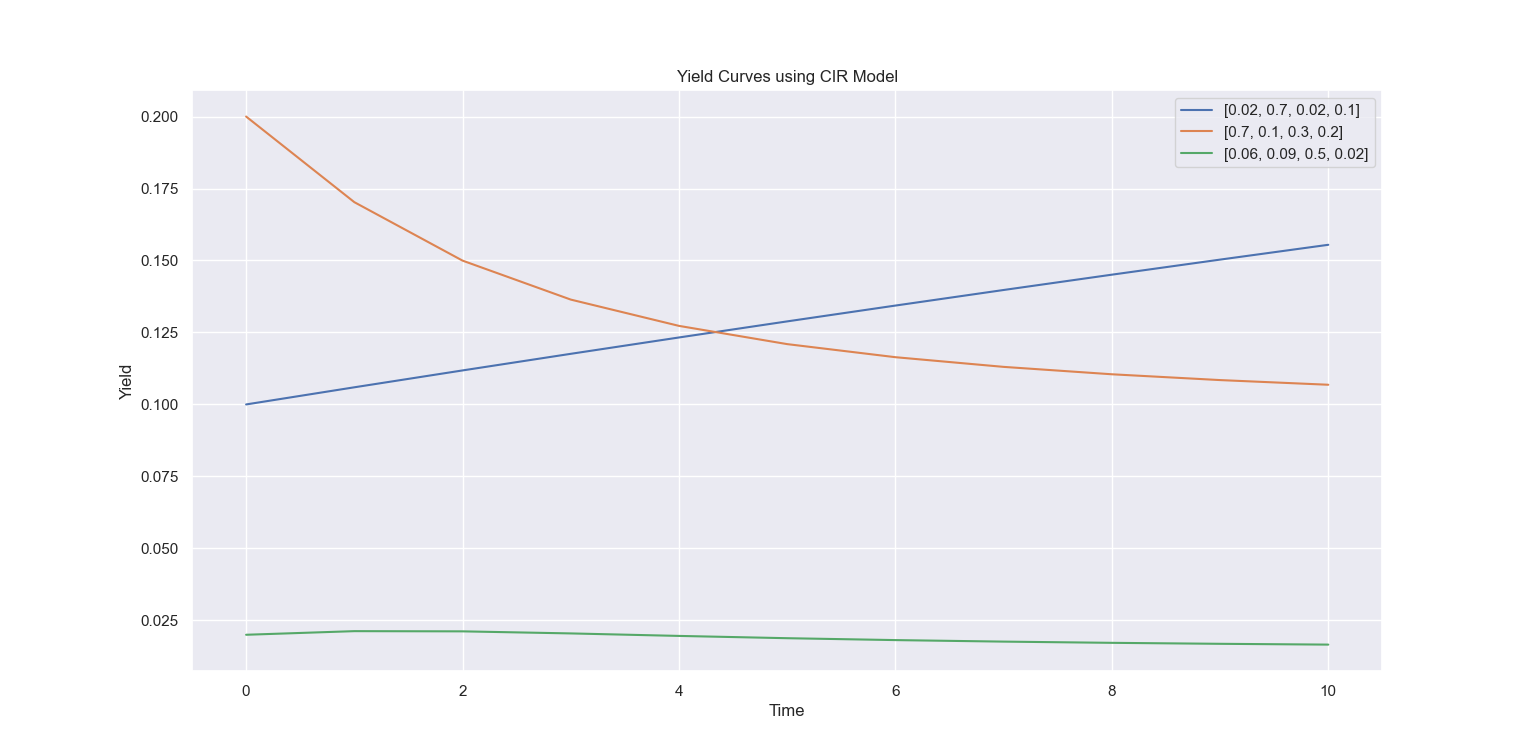 Yield Curves using CIR Model
[0.02, 0.7, 0.02, 0.1]
[0.7, 0.1, 0.3, 0.2]
[0.06, 0.09, 0.5, 0.02]
0.200
0.175
0.150
0.125
0.100
0.075
0.050
0.025
Yield
0 2 4 6 8 10
Time